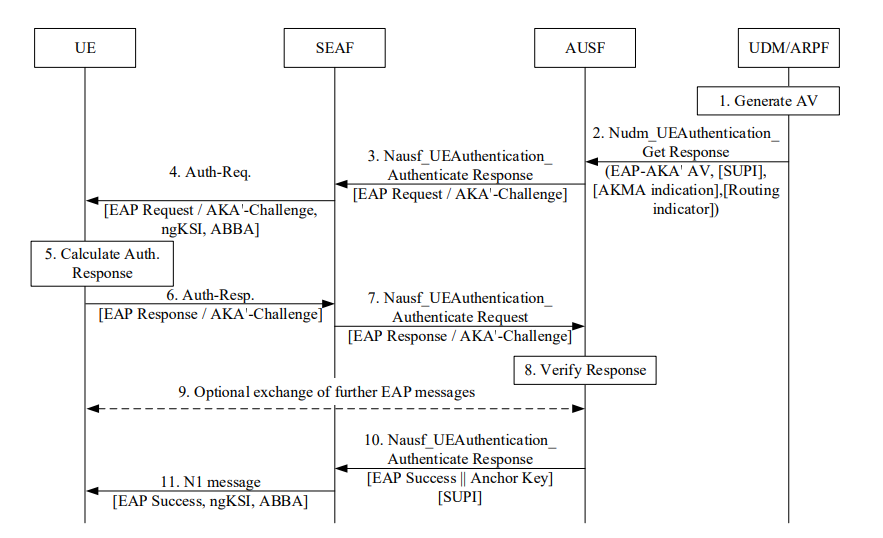 UE
SEAF
AUSF
UDM/ARPF
1. Generate AV
2. Nudm_UEAuthentication_
Get Response
(EAP-AKA' AV, [SUPI],
[AKMA indication],[Routing
indicator])
3. Nausf_UEAuthentication_
Authenticate Response
[EAP Request / AKA'-Challenge]
4. Auth-Req.
[EAP Request / AKA'-Challenge,
ngKSI, ABBA]
5. Calculate Auth.
Response
6. Auth-Resp.
[EAP Response / AKA'-Challenge]
7. Nausf_UEAuthentication_
Authenticate Request
[EAP Response / AKA'-Challenge]
8. Verify Response
9. Optional exchange of further EAP messages
10. Nausf_UEAuthentication_
Authenticate Response
[EAP Success || Anchor Key]
[SUPI]
11. N1 message
[EAP Success, ngKSI, ABBA]